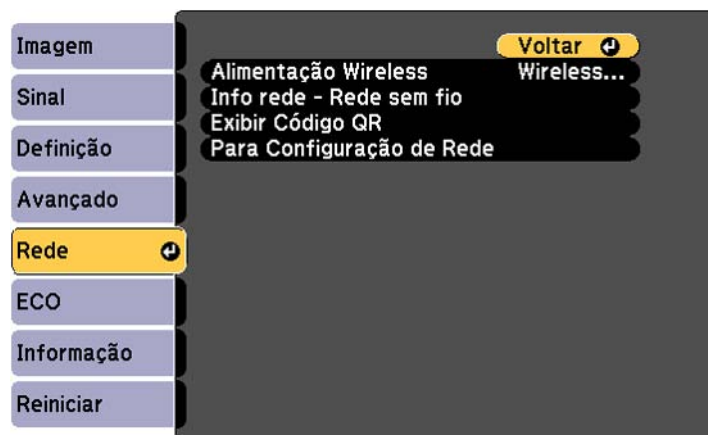 Imagem
Sinal
Definição
Avançado
Rede
ECO
Informação
Reiniciar
Voltar
Alimentação Wireless Wireless...
Info rede - Rede sem fio
Exibir Código QR
Para Configuração de Rede